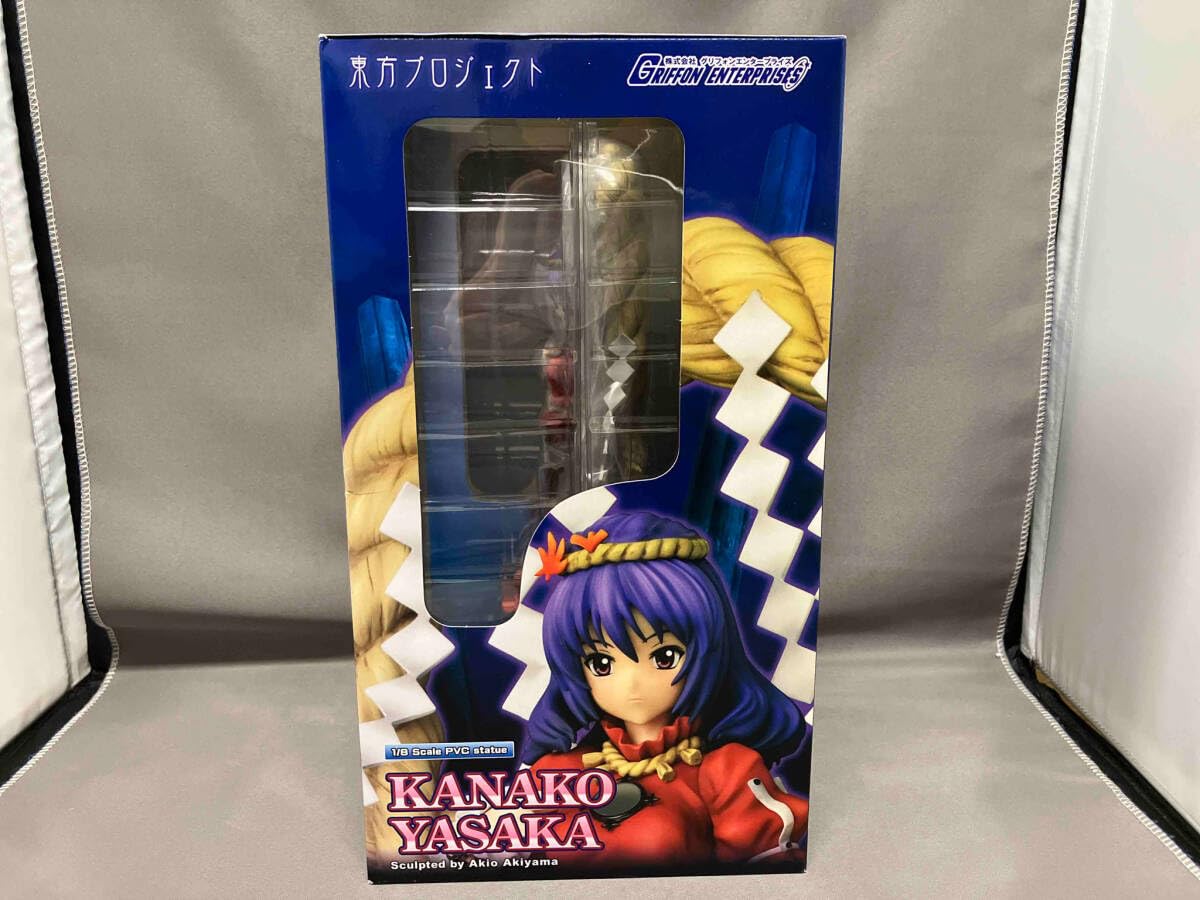 東方プロジェクト
株式会社 グリフォンエンタープライズ
GRIFFON ENTERPRISES
1/8 Scale PVC statue
KANAKO
YASAKA
Sculpted by Akio Akiyama